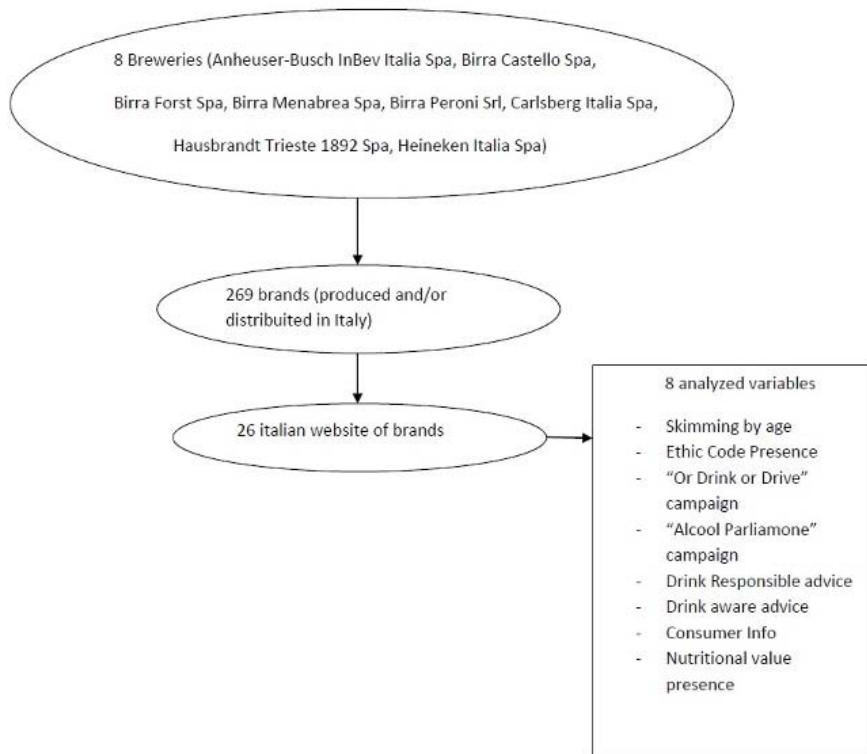 8 Breweries (Anheuser-Busch InBev Italia Spa, Birra Castello Spa,
Birra Forst Spa, Birra Menabrea Spa, Birra Peroni Srl, Carlsberg Italia Spa,
Hausbrandt Trieste 1892 Spa, Heineken Italia Spa)
269 brands (produced and/or
distribuited in Italy)
26 italian website of brands
8 analyzed variables
- Skimming by age
- Ethic Code Presence
- “Or Drink or Drive”
campaign
- “Alcool Parliamone”
campaign
- Drink Responsible advice
- Drink aware advice
- Consumer Info
- Nutritional value
presence